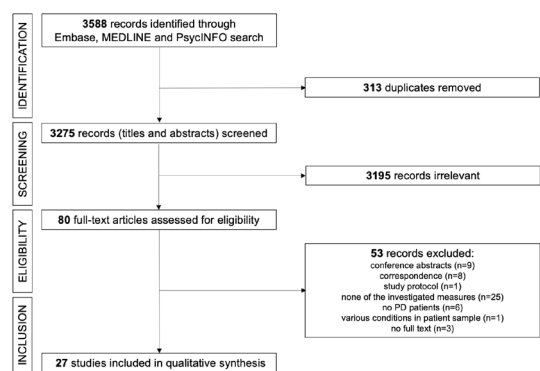 IDENTIFICATION
3588 records identified through
Embase, MEDLINE and PsycINFO search
313 duplicates removed
SCREENING
3275 records (titles and abstracts) screened
3195 records irrelevant
ELIGIBILITY
80 full-text articles assessed for eligibility
53 records excluded:
conference abstracts (n=9)
correspondence (n=8)
study protocol (n=1)
none of the investigated measures (n=25)
no PD patients (n=6)
various conditions in patient sample (n=1)
no full text (n=3)
INCLUSION
27 studies included in qualitative synthesis